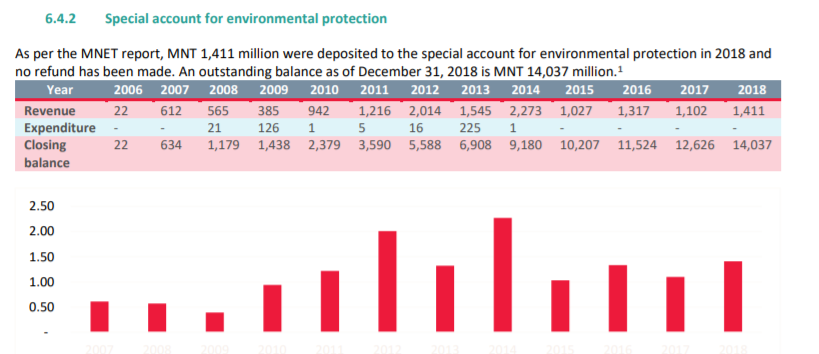 6.4.2 Special account for environmental protection
As per the MNET report, MNT 1,411 million were deposited to the special account for environmental protection in 2018 and
no refund has been made. An outstanding balance as of December 31, 2018 is MNT 14,037 million.¹
Year 2006 2007 2008 2009 2010 2011 2012 2013 2014 2015 2016 2017 2018
Revenue 22 612 565 385 942 1,216 2,014 1,545 2,273 1,027 1,317 1,102 1,411
Expenditure - - 21 126 1 5 16 225 1 - - - -
Closing 22 634 1,179 1,438 2,379 3,590 5,588 6,908 9,180 10,207 11,524 12,626 14,037
balance
2.50
2.00
1.50
1.00
0.50
-
2007 2008 2009 2010 2011 2012 2013 2014 2015 2016 2017 2018